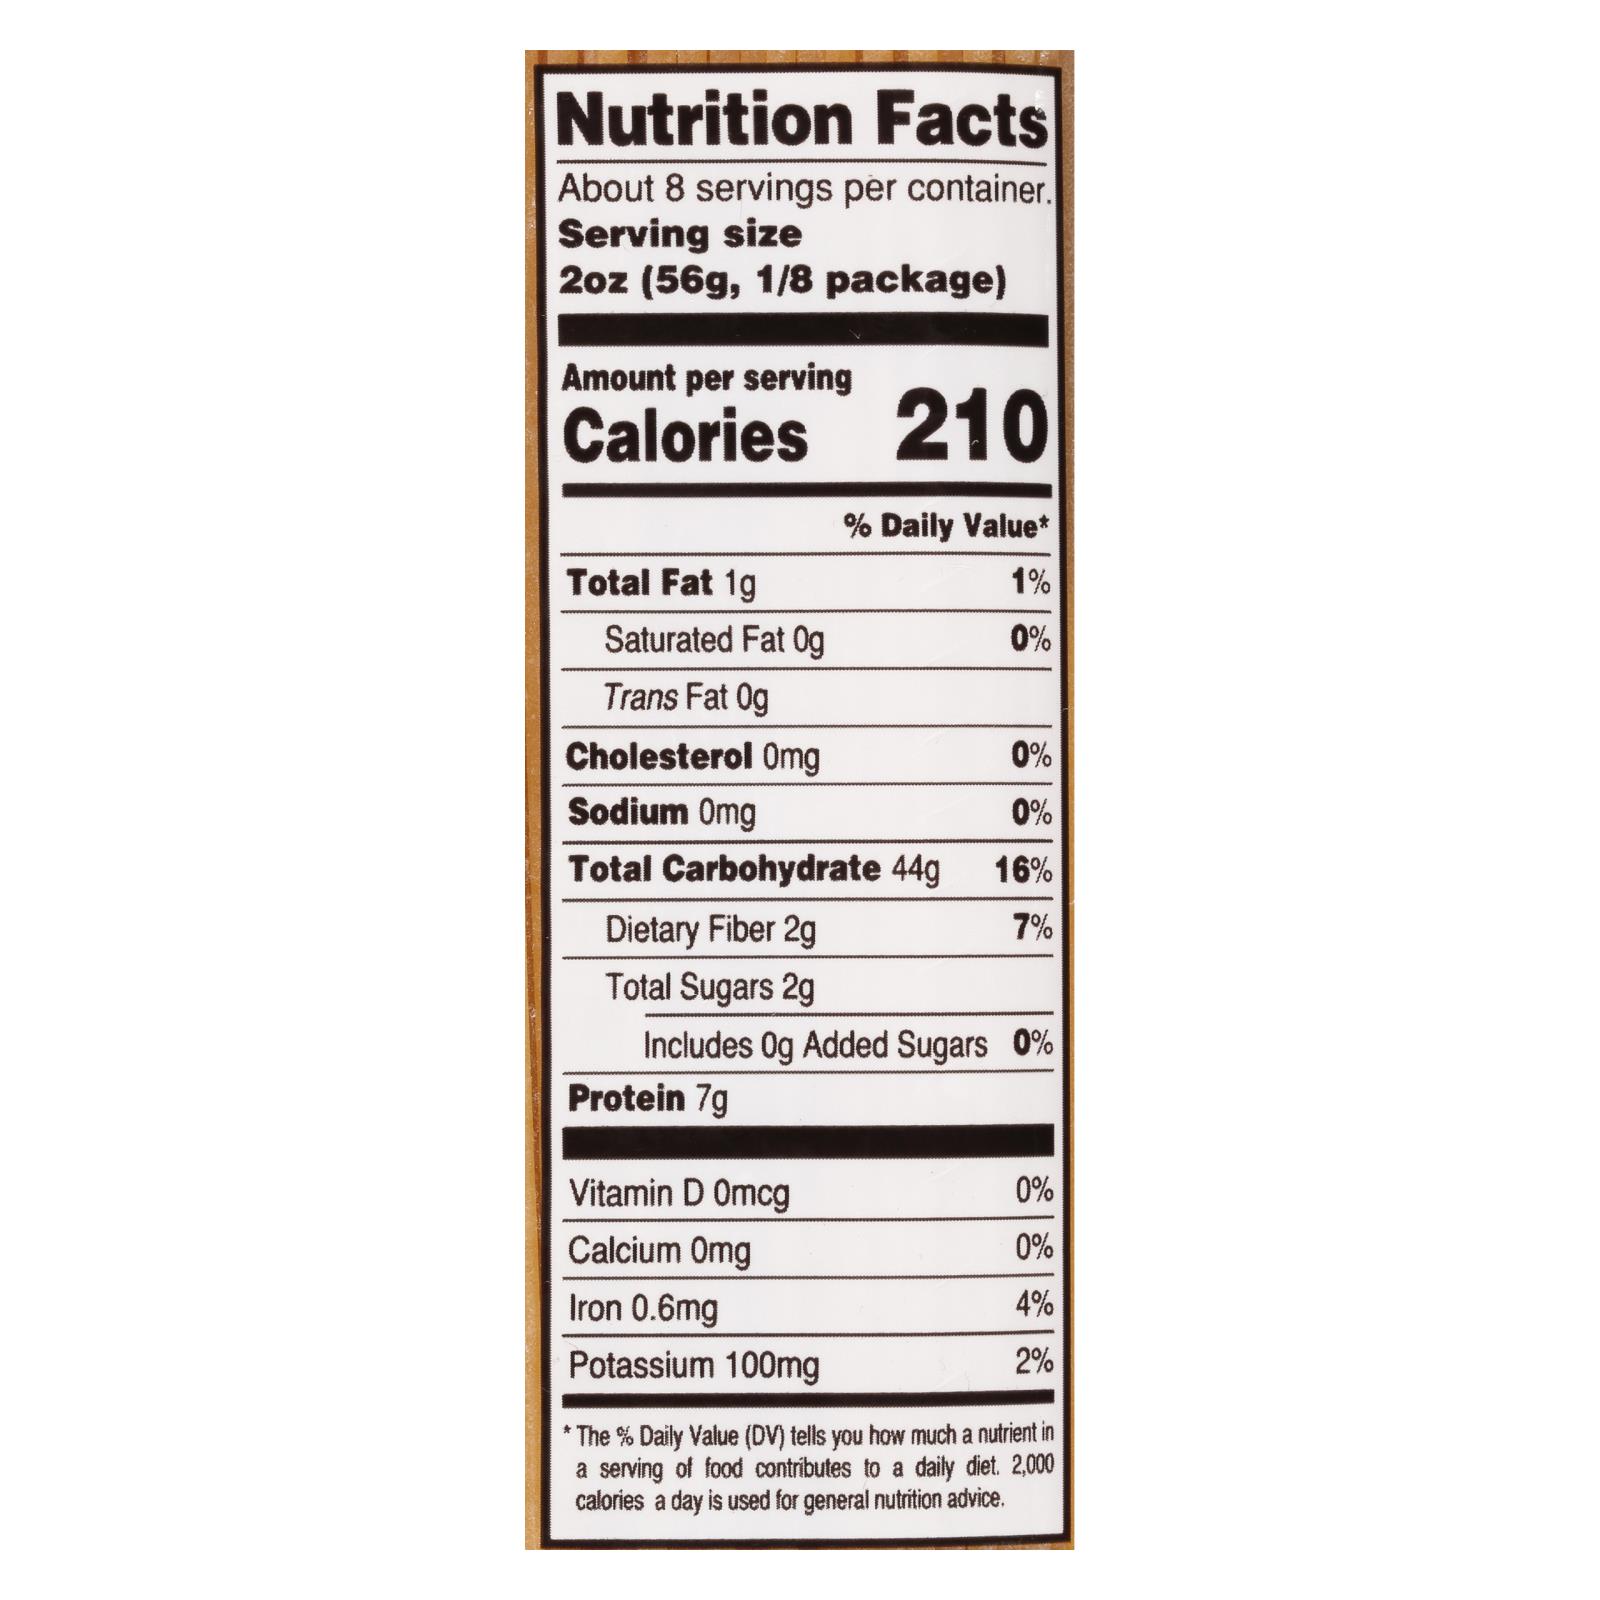 Nutrition Facts
About 8 servings per container.
Serving size
2oz (56g, 1/8 package)
Amount per serving
Calories 210
% Daily Value*
Total Fat 1g 1%
Saturated Fat 0g 0%
Trans Fat 0g
Cholesterol 0mg 0%
Sodium 0mg 0%
Total Carbohydrate 44g 16%
Dietary Fiber 2g 7%
Total Sugars 2g
Includes 0g Added Sugars 0%
Protein 7g
Vitamin D 0mcg 0%
Calcium 0mg 0%
Iron 0.6mg 4%
Potassium 100mg 2%
* The % Daily Value (DV) tells you how much a nutrient in
a serving of food contributes to a daily diet. 2,000
calories a day is used for general nutrition advice.